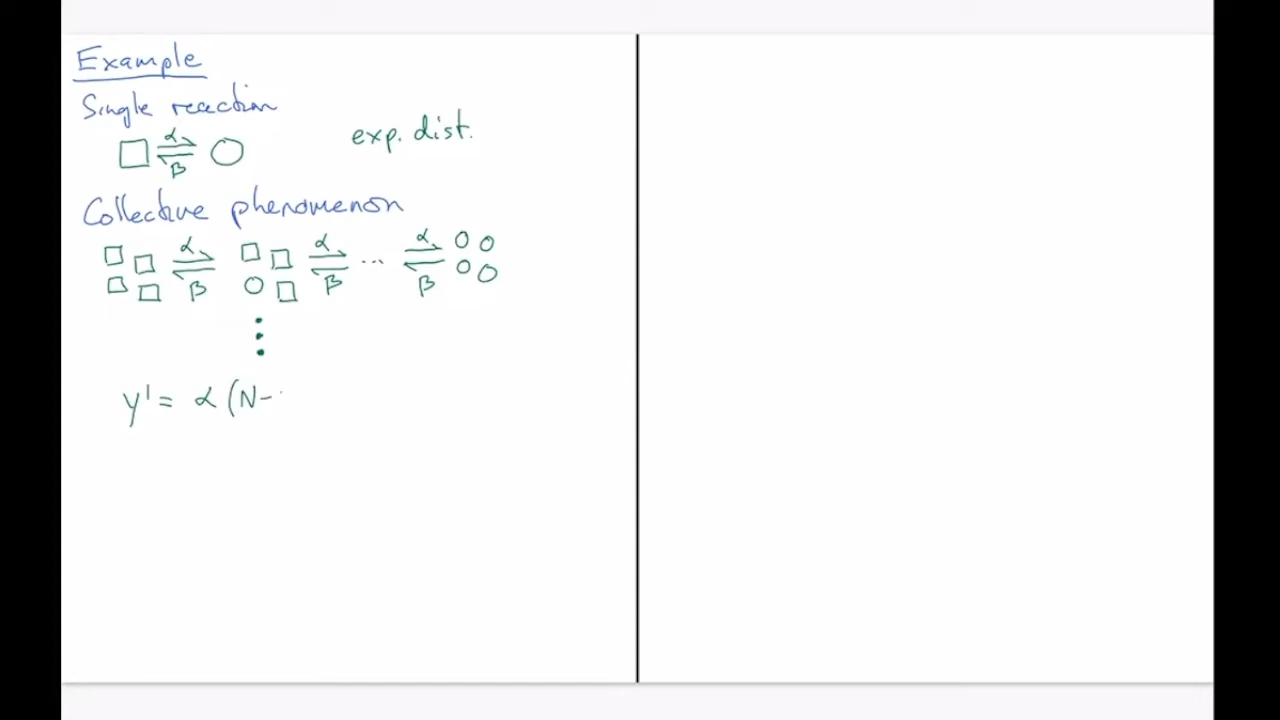 Example
Single reaction
□ α ⇌ β ○ exp. dist.
Collective phenomenon
α β α β ... α β
⋮
y' = α (N-